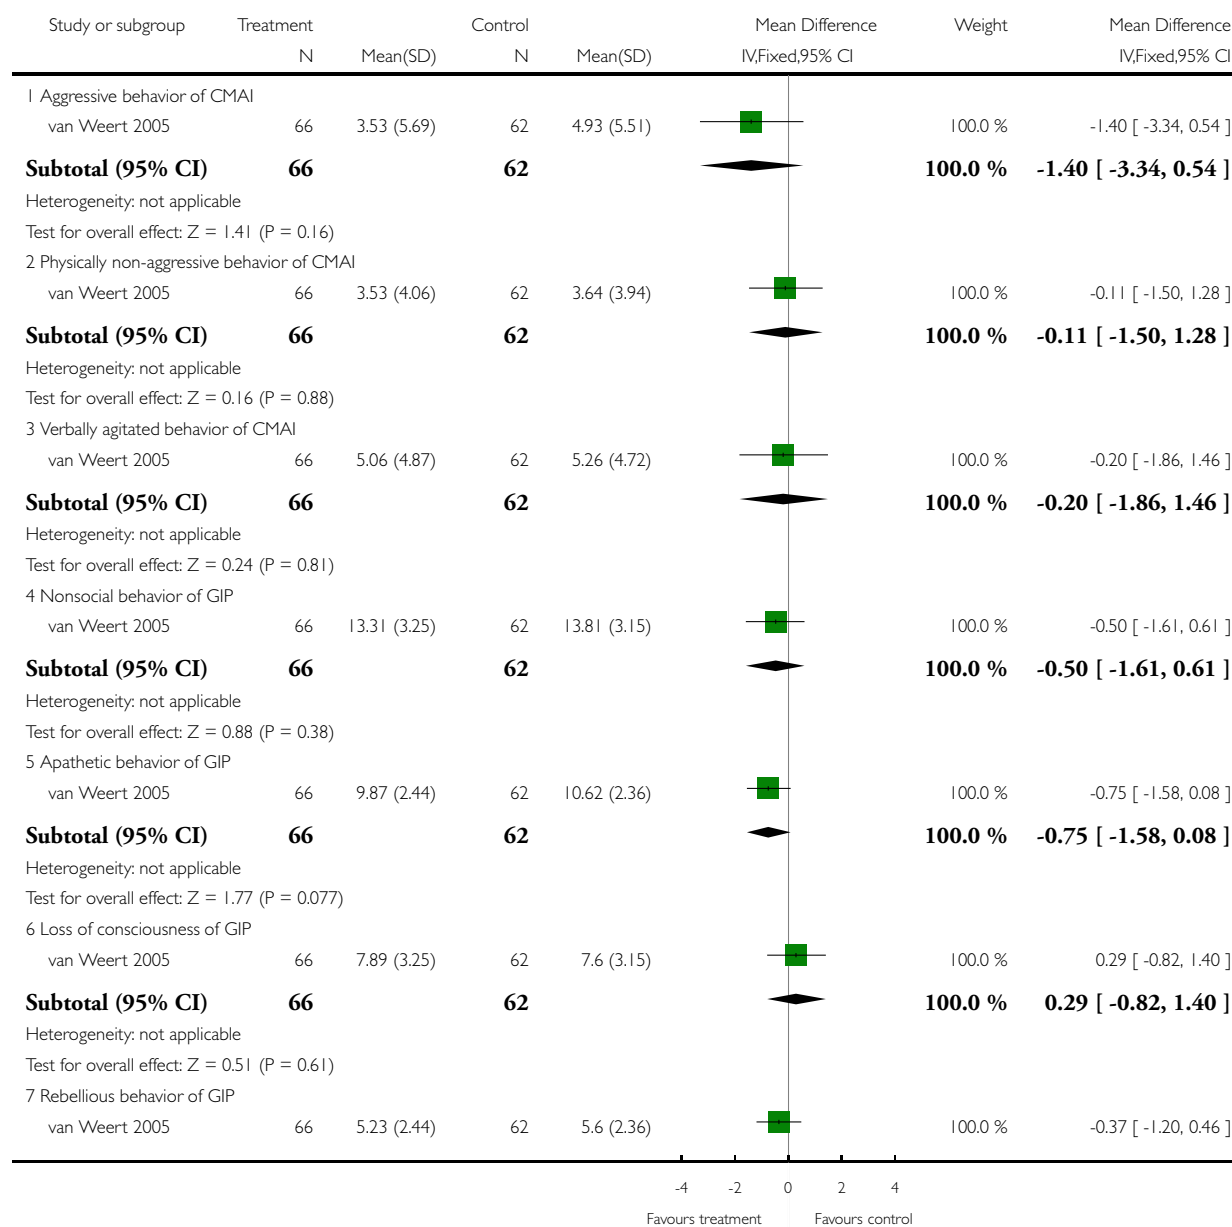 Study or subgroup Treatment Control Mean Difference Weight Mean Difference
N Mean(SD) N Mean(SD) IV,Fixed,95% CI IV,Fixed,95% CI
1 Aggressive behavior of CMAI
van Weert 2005 66 3.53 (5.69) 62 4.93 (5.51) 100.0 % -1.40 [ -3.34, 0.54 ]
Subtotal (95% CI) 66 62 100.0 % -1.40 [ -3.34, 0.54 ]
Heterogeneity: not applicable
Test for overall effect: Z = 1.41 (P = 0.16)
2 Physically non-aggressive behavior of CMAI
van Weert 2005 66 3.53 (4.06) 62 3.64 (3.94) 100.0 % -0.11 [ -1.50, 1.28 ]
Subtotal (95% CI) 66 62 100.0 % -0.11 [ -1.50, 1.28 ]
Heterogeneity: not applicable
Test for overall effect: Z = 0.16 (P = 0.88)
3 Verbally agitated behavior of CMAI
van Weert 2005 66 5.06 (4.87) 62 5.26 (4.72) 100.0 % -0.20 [ -1.86, 1.46 ]
Subtotal (95% CI) 66 62 100.0 % -0.20 [ -1.86, 1.46 ]
Heterogeneity: not applicable
Test for overall effect: Z = 0.24 (P = 0.81)
4 Nonsocial behavior of GIP
van Weert 2005 66 13.31 (3.25) 62 13.81 (3.15) 100.0 % -0.50 [ -1.61, 0.61 ]
Subtotal (95% CI) 66 62 100.0 % -0.50 [ -1.61, 0.61 ]
Heterogeneity: not applicable
Test for overall effect: Z = 0.88 (P = 0.38)
5 Apathetic behavior of GIP
van Weert 2005 66 9.87 (2.44) 62 10.62 (2.36) 100.0 % -0.75 [ -1.58, 0.08 ]
Subtotal (95% CI) 66 62 100.0 % -0.75 [ -1.58, 0.08 ]
Heterogeneity: not applicable
Test for overall effect: Z = 1.77 (P = 0.077)
6 Loss of consciousness of GIP
van Weert 2005 66 7.89 (3.25) 62 7.6 (3.15) 100.0 % 0.29 [ -0.82, 1.40 ]
Subtotal (95% CI) 66 62 100.0 % 0.29 [ -0.82, 1.40 ]
Heterogeneity: not applicable
Test for overall effect: Z = 0.51 (P = 0.61)
7 Rebellious behavior of GIP
van Weert 2005 66 5.23 (2.44) 62 5.6 (2.36) 100.0 % -0.37 [ -1.20, 0.46 ]
-4 -2 0 2 4
Favours treatment Favours control